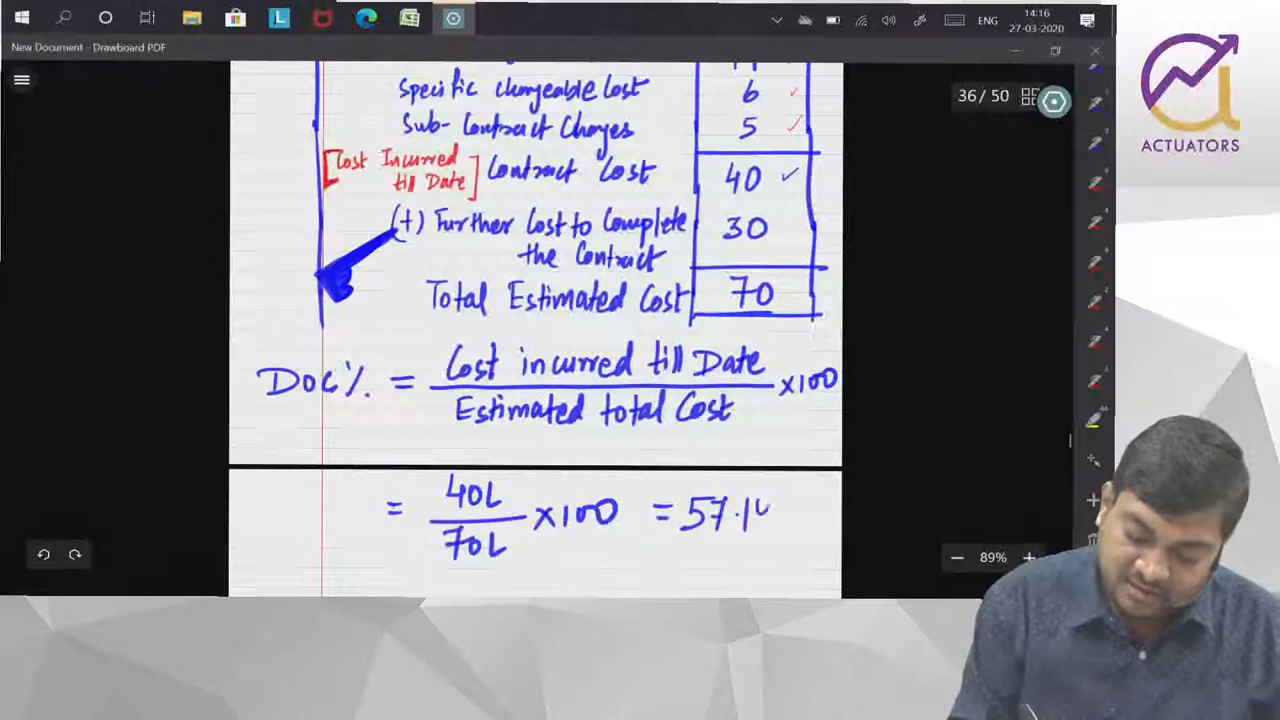 ENG
14:16
27-03-2020
New Document - Drawboard PDF
36 / 50
ACTUATORS
Specific chargeable Cost 6
Sub-Contract Charges 5
[Cost Incurred till Date] Contract Cost 40
(+) Further Cost to Complete the Contract 30
Total Estimated Cost 70
DOC% = Cost incurred till Date / Estimated total Cost ×100
= 40L / 70L ×100 = 57.1
89%